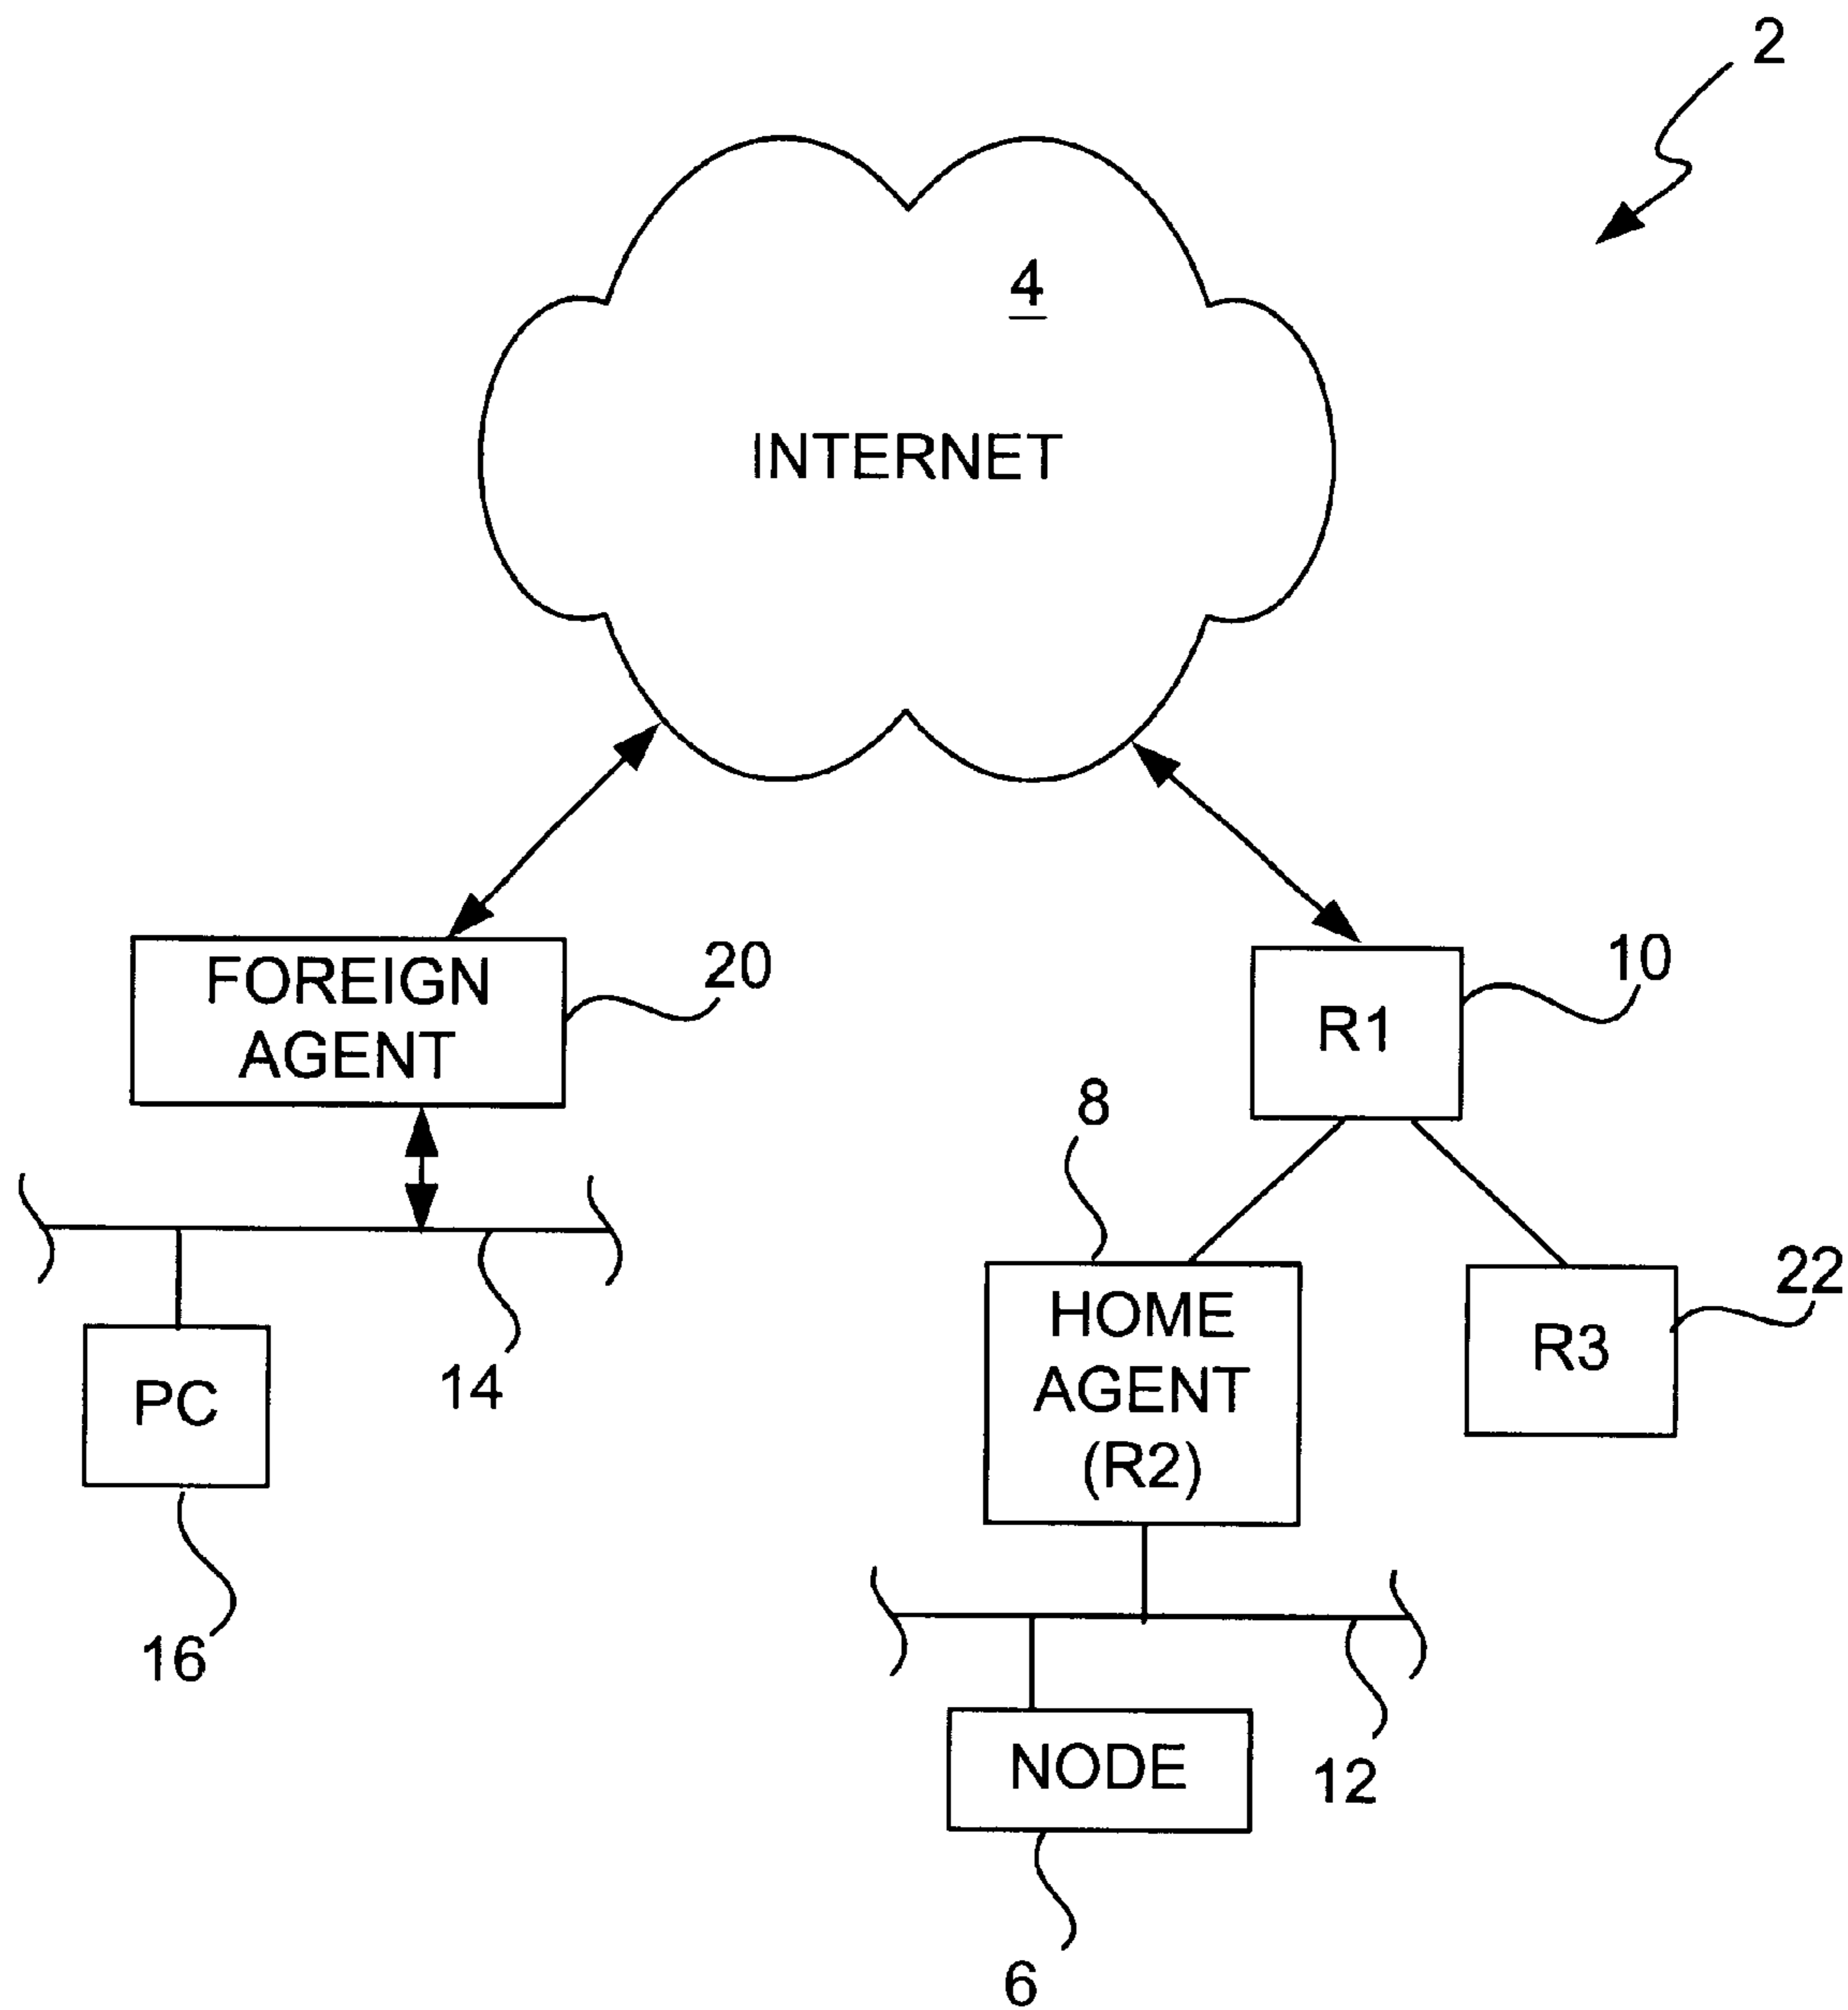 2
4
INTERNET
FOREIGN
AGENT
20
R1
10
8
HOME
AGENT
(R2)
R3
22
PC
14
16
NODE
12
6